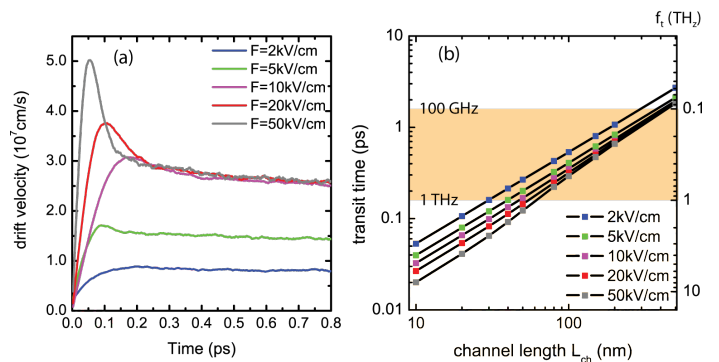 (a)
F=2kV/cm
F=5kV/cm
F=10kV/cm
F=20kV/cm
F=50kV/cm
5.0
4.0
3.0
2.0
1.0
0.0
drift velocity (10⁷cm/s)
0.0 0.1 0.2 0.3 0.4 0.5 0.6 0.7 0.8
Time (ps)
(b)
fₜ (THz)
10
1
0.1
0.01
transit time (ps)
100 GHz
1 THz
0.1
1
10
2kV/cm
5kV/cm
10kV/cm
20kV/cm
50kV/cm
10 100
channel length L_ch (nm)